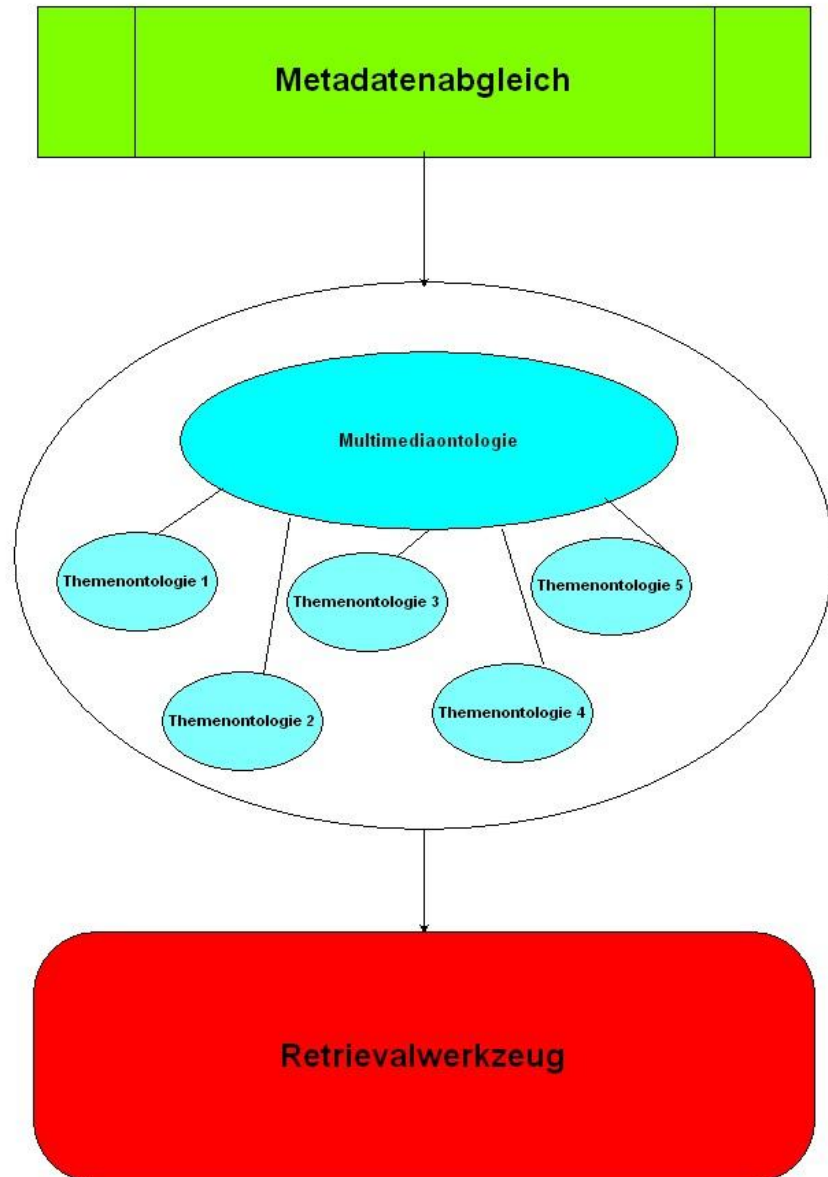 Metadatenabgleich
Multimediaontologie
Themenontologie 1
Themenontologie 3
Themenontologie 5
Themenontologie 2
Themenontologie 4
Retrievalwerkzeug